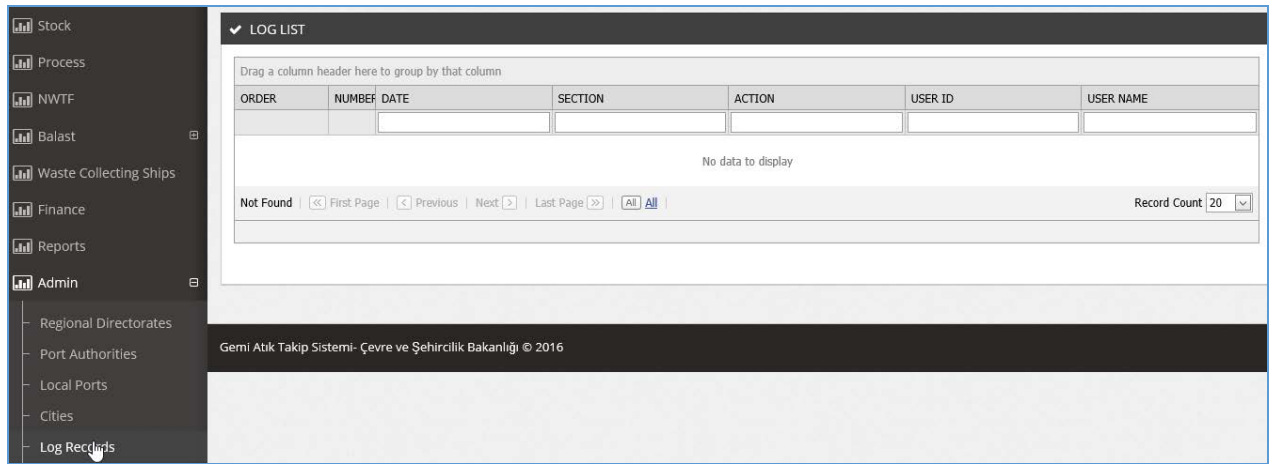 Stock
Process
NWTF
Balast
Waste Collecting Ships
Finance
Reports
Admin
Regional Directorates
Port Authorities
Local Ports
Cities
Log Records
LOG LIST
Drag a column header here to group by that column
ORDER NUMBER DATE SECTION ACTION USER ID USER NAME
No data to display
Not Found | First Page | Previous | Next | Last Page | All All | Record Count 20
Gemi Atık Takip Sistemi- Çevre ve Şehircilik Bakanlığı © 2016